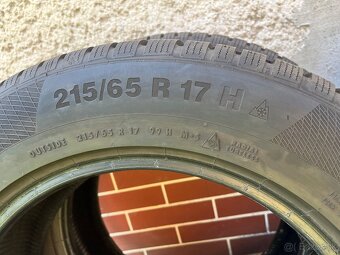 215/65 R 17 H
OUTSIDE 215/65 R 17 99 H M+S RADIAL TUBELESS